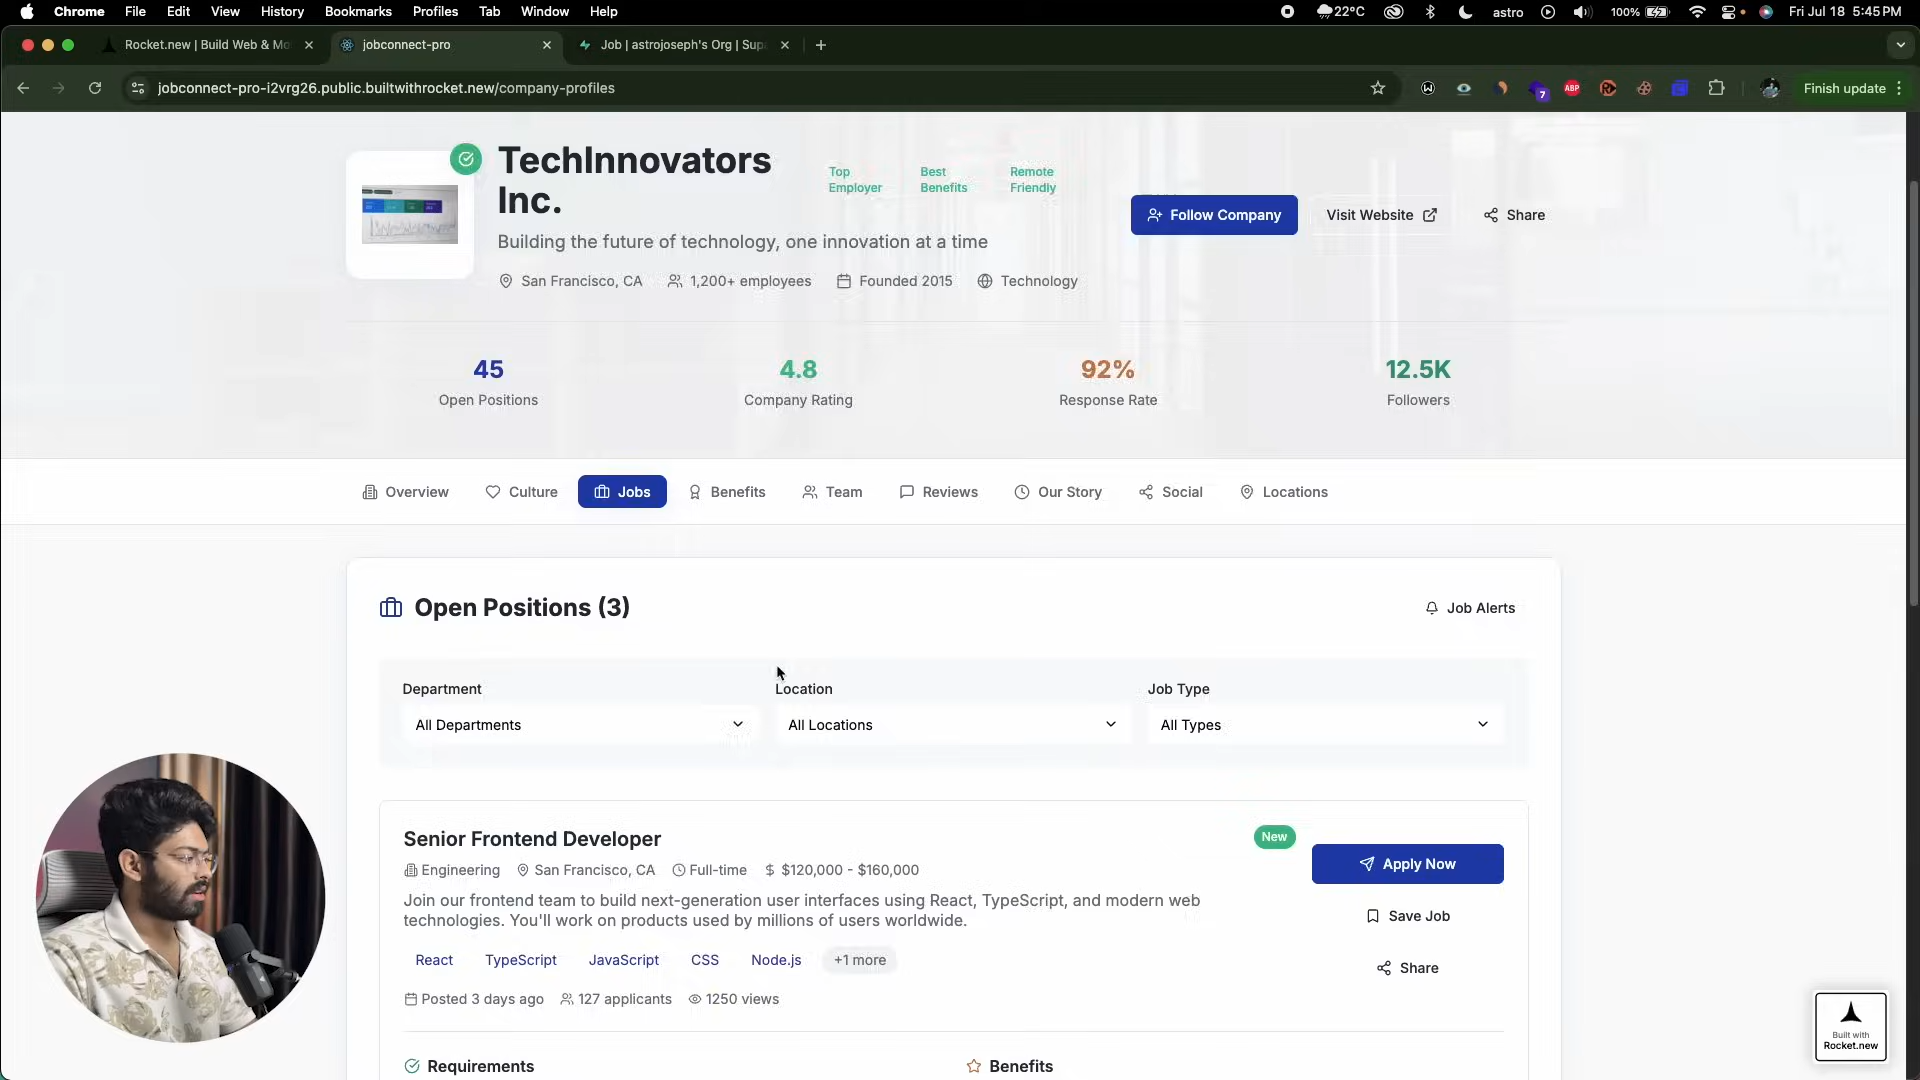 Chrome File Edit View History Bookmarks Profiles Tab Window Help 22°C astro 100% Fri Jul 18 5:45 PM
Rocket.new | Build Web & Mo jobconnect-pro Job | astrojoseph's Org | Sup
jobconnect-pro-i2vrg26.public.builtwithrocket.new/company-profiles 7 ABP Finish update
TechInnovators
Inc.
Top
Employer
Best
Benefits
Remote
Friendly
Follow Company Visit Website Share
Building the future of technology, one innovation at a time
San Francisco, CA 1,200+ employees Founded 2015 Technology
45 4.8 92% 12.5K
Open Positions Company Rating Response Rate Followers
Overview Culture Jobs Benefits Team Reviews Our Story Social Locations
Open Positions (3) Job Alerts
Department Location Job Type
All Departments All Locations All Types
Senior Frontend Developer New
Engineering San Francisco, CA Full-time $ $120,000 - $160,000 Apply Now
Join our frontend team to build next-generation user interfaces using React, TypeScript, and modern web
technologies. You'll work on products used by millions of users worldwide.
Save Job
React TypeScript JavaScript CSS Node.js +1 more
Share
Posted 3 days ago 127 applicants 1250 views
Requirements Benefits
Built with
Rocket.new